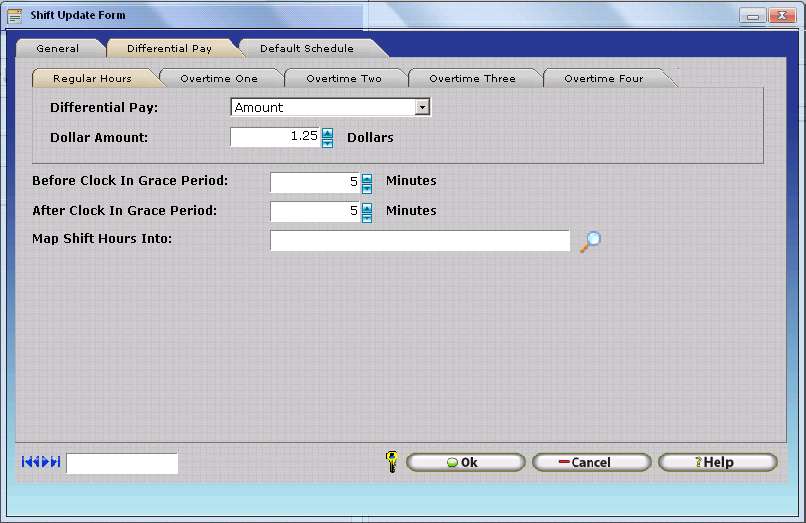 Shift Update Form
General Differential Pay Default Schedule
Regular Hours Overtime One Overtime Two Overtime Three Overtime Four
Differential Pay: Amount
Dollar Amount: 1.25 Dollars
Before Clock In Grace Period: 5 Minutes
After Clock In Grace Period: 5 Minutes
Map Shift Hours Into:
Ok Cancel ?Help